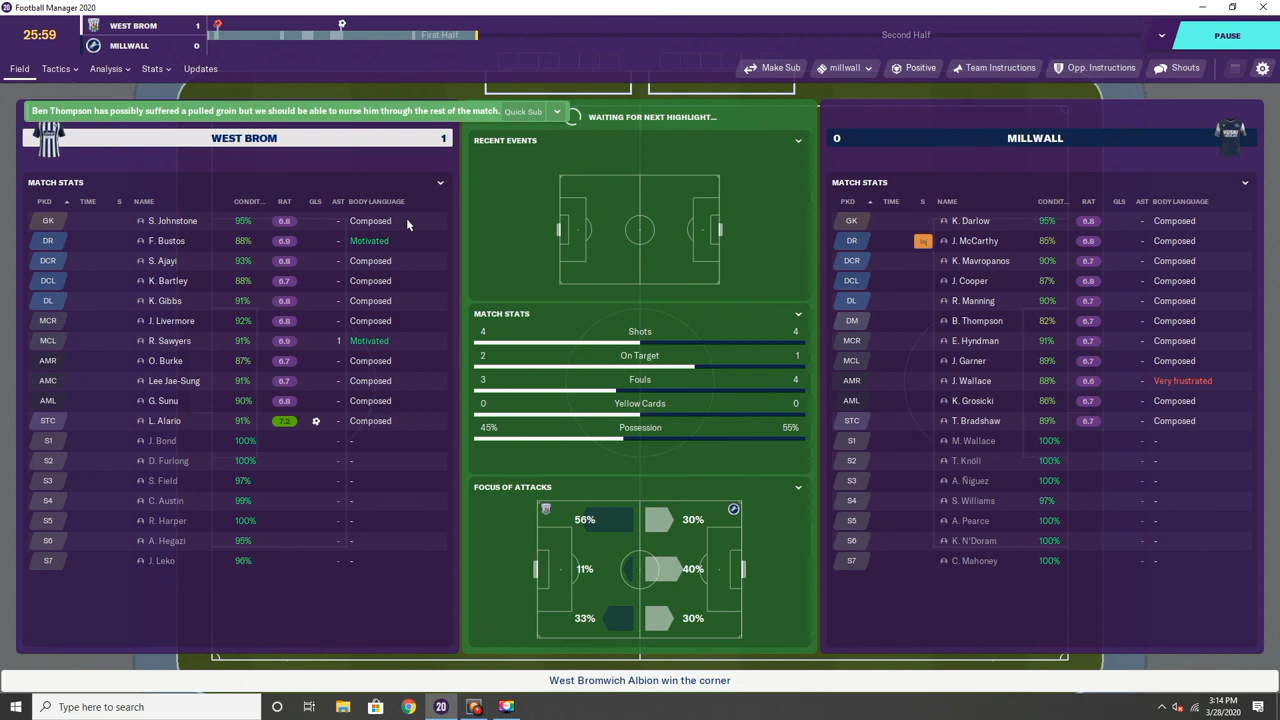 20 Football Manager 2020
25:59
WEST BROM 1
MILLWALL 0
First Half
Second Half
PAUSE
Field Tactics Analysis Stats Updates
Make Sub millwall Positive Team Instructions Opp. Instructions Shouts
Ben Thompson has possibly suffered a pulled groin but we should be able to nurse him through the rest of the match. Quick Sub
WEST BROM 1
MATCH STATS
PKD TIME S NAME CONDIT... RAT GLS AST BODY LANGUAGE
GK S. Johnstone 95% 6.8 - Composed
DR F. Bustos 88% 6.9 - Motivated
DCR S. Ajayi 93% 6.8 - Composed
DCL K. Bartley 88% 6.7 - Composed
DL K. Gibbs 91% 6.8 - Composed
MCR J. Livermore 92% 6.8 - Composed
MCL R. Sawyers 91% 6.9 1 Motivated
AMR O. Burke 87% 6.7 - Composed
AMC Lee Jae-Sung 91% 6.7 - Composed
AML G. Sunu 90% 6.8 - Composed
STC L. Alario 91% 7.2 - Composed
S1 J. Bond 100% - -
S2 D. Furlong 100% - -
S3 S. Field 97% - -
S4 C. Austin 99% - -
S5 R. Harper 100% - -
S6 A. Hegazi 95% - -
S7 J. Leko 96% - -
WAITING FOR NEXT HIGHLIGHT...
RECENT EVENTS
MATCH STATS
4 Shots 4
2 On Target 1
3 Fouls 4
0 Yellow Cards 0
45% Possession 55%
FOCUS OF ATTACKS
56% 30%
11% 40%
33% 30%
0 MILLWALL
MATCH STATS
PKD TIME S NAME CONDIT... RAT GLS AST BODY LANGUAGE
GK K. Darlow 95% 6.8 - Composed
DR Inj J. McCarthy 85% 6.8 - Composed
DCR K. Mavropanos 90% 6.7 - Composed
DCL J. Cooper 87% 6.8 - Composed
DL R. Manning 90% 6.7 - Composed
DM B. Thompson 82% 6.7 - Composed
MCR E. Hyndman 91% 6.7 - Composed
MCL J. Garner 89% 6.7 - Composed
AMR J. Wallace 88% 6.6 - Very frustrated
AML K. Grosicki 86% 6.7 - Composed
STC T. Bradshaw 89% 6.7 - Composed
S1 M. Wallace 100% - -
S2 T. Knöll 100% - -
S3 A. Ñíguez 100% - -
S4 S. Williams 97% - -
S5 A. Pearce 100% - -
S6 K. N'Doram 100% - -
S7 C. Mahoney 100% - -
West Bromwich Albion win the corner
Type here to search
20
3:14 PM
3/28/2020